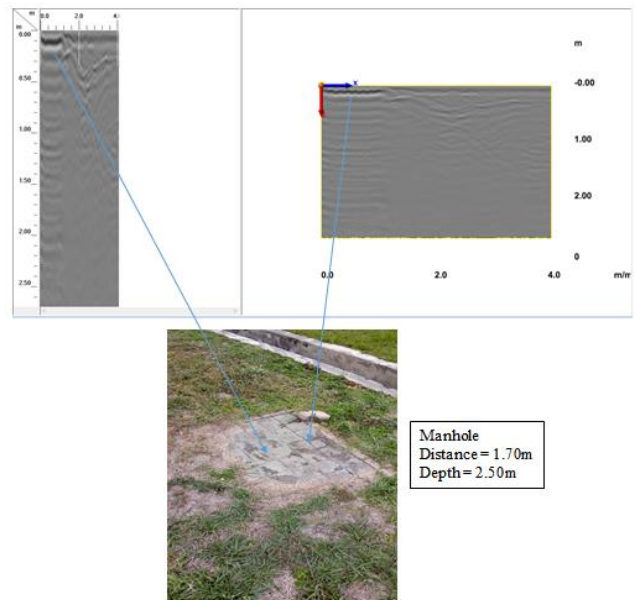 m
m
0.0 2.0 4.
0.00
0.50
1.00
1.50
2.00
2.50
x
m
-0.00
1.00
2.00
0
0.0 2.0 4.0 m/m
Manhole
Distance = 1.70m
Depth = 2.50m